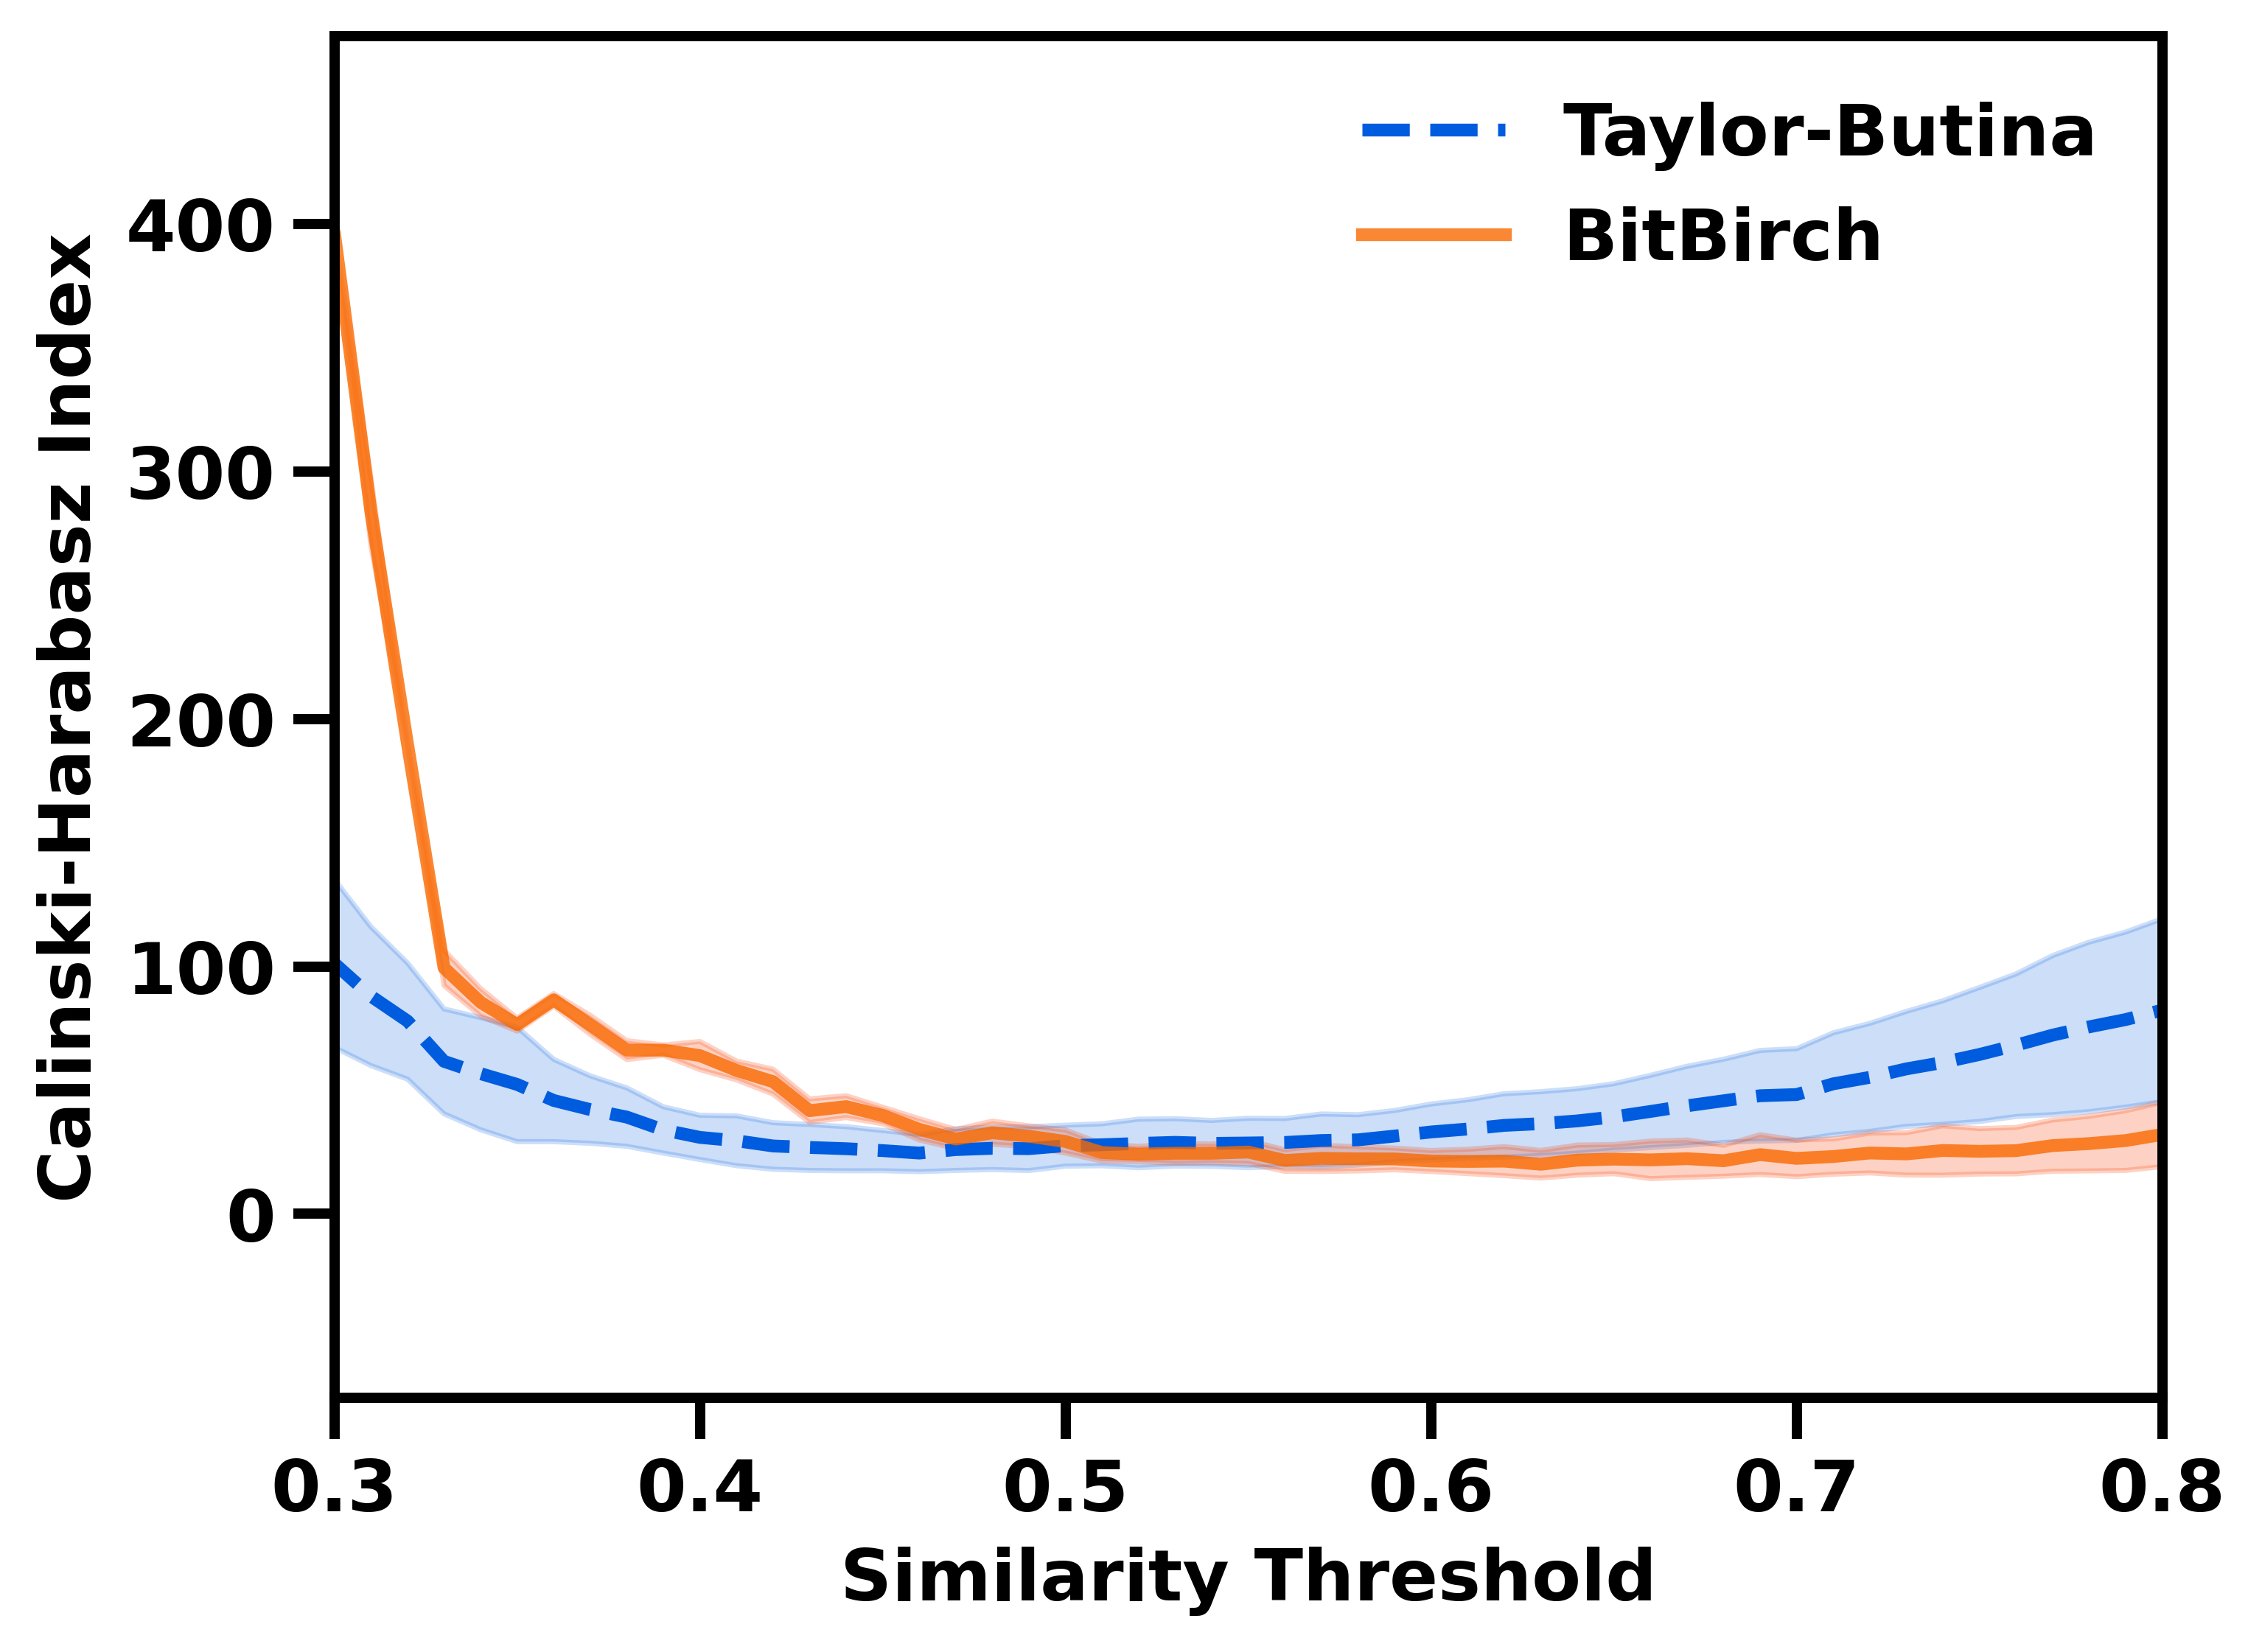 Taylor-Butina
BitBirch
Calinski-Harabasz Index
400
300
200
100
0
0.3 0.4 0.5 0.6 0.7 0.8
Similarity Threshold